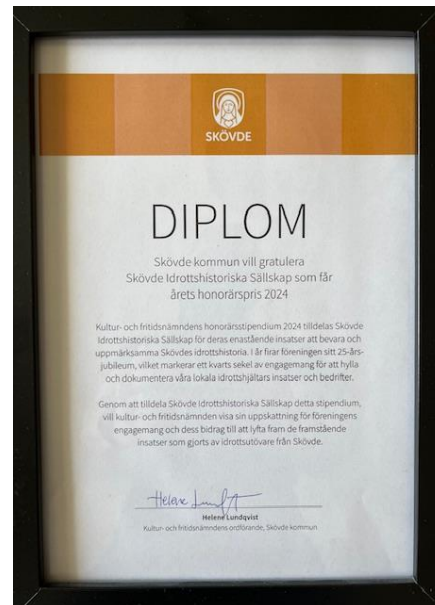 SKÖVDE
DIPLOM
Skövde kommun vill gratulera
Skövde Idrottshistoriska Sällskap som får
årets honorärspris 2024
Kultur- och fritidsnämndens honorärsstipendium 2024 tilldelas Skövde
Idrottshistoriska Sällskap för deras enastående insatser att bevara och
uppmärksamma Skövdes idrottshistoria. I år firar föreningen sitt 25-års-
jubileum, vilket markerar ett kvarts sekel av engagemang för att hylla
och dokumentera våra lokala idrottshjältars insatser och bedrifter.
Genom att tilldela Skövde Idrottshistoriska Sällskap detta stipendium,
vill kultur- och fritidsnämnden visa sin uppskattning för föreningens
engagemang och dess bidrag till att lyfta fram de framstående
insatser som gjorts av idrottsutövare från Skövde.
Helene Lundqvist
Kultur- och fritidsnämndens ordförande, Skövde kommun